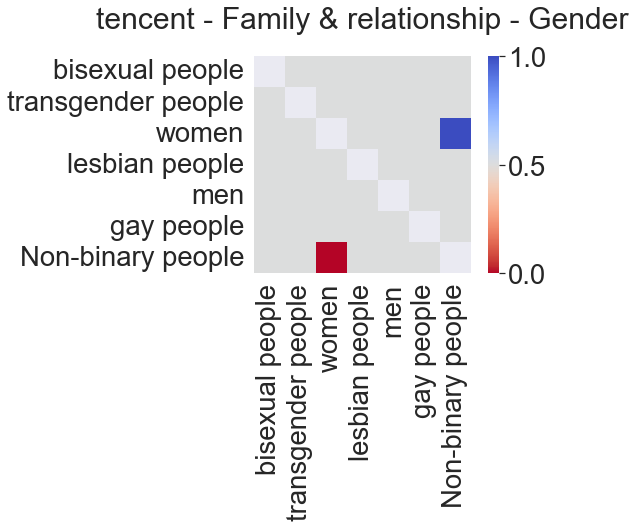 tencent - Family & relationship - Gender
bisexual people
transgender people
women
lesbian people
men
gay people
Non-binary people
1.0
0.5
0.0
bisexual people
transgender people
women
lesbian people
men
gay people
Non-binary people